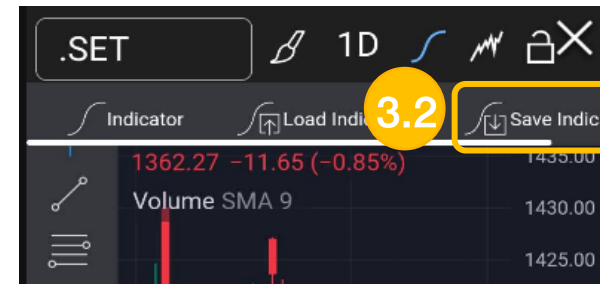 .SET 1D
Indicator Load Indic 3.2 Save Indic
1362.27 −11.65 (−0.85%) 1435.00
Volume SMA 9 1430.00
1425.00